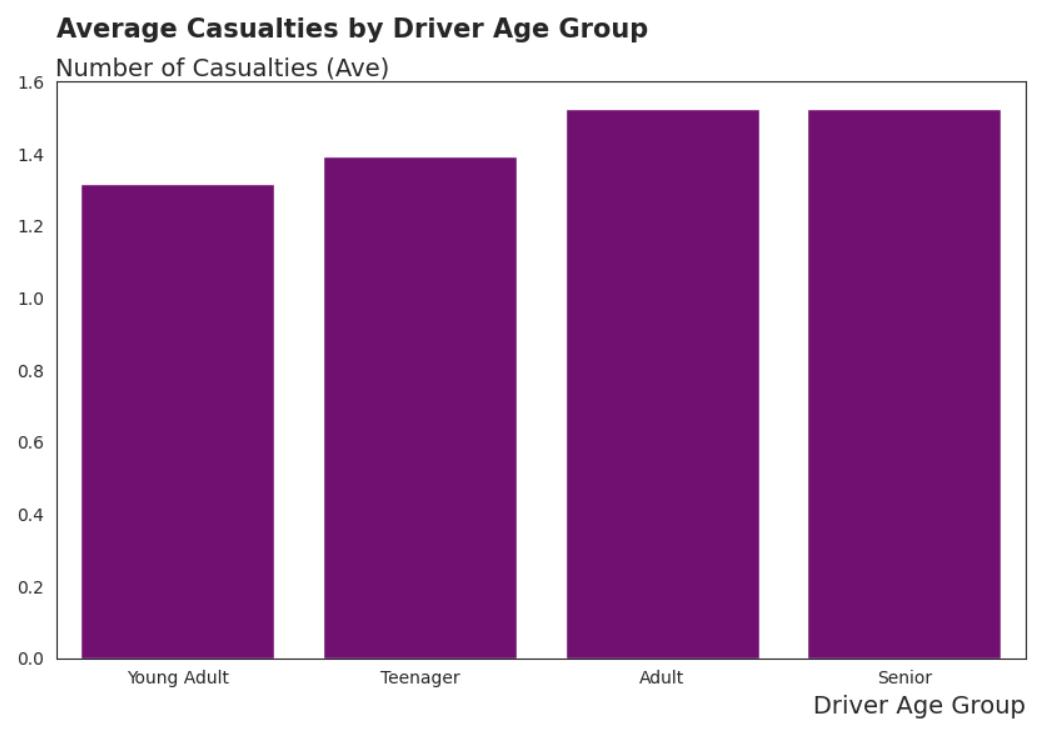 Average Casualties by Driver Age Group
Number of Casualties (Ave)
1.6
1.4
1.2
1.0
0.8
0.6
0.4
0.2
0.0
Young Adult Teenager Adult Senior
Driver Age Group